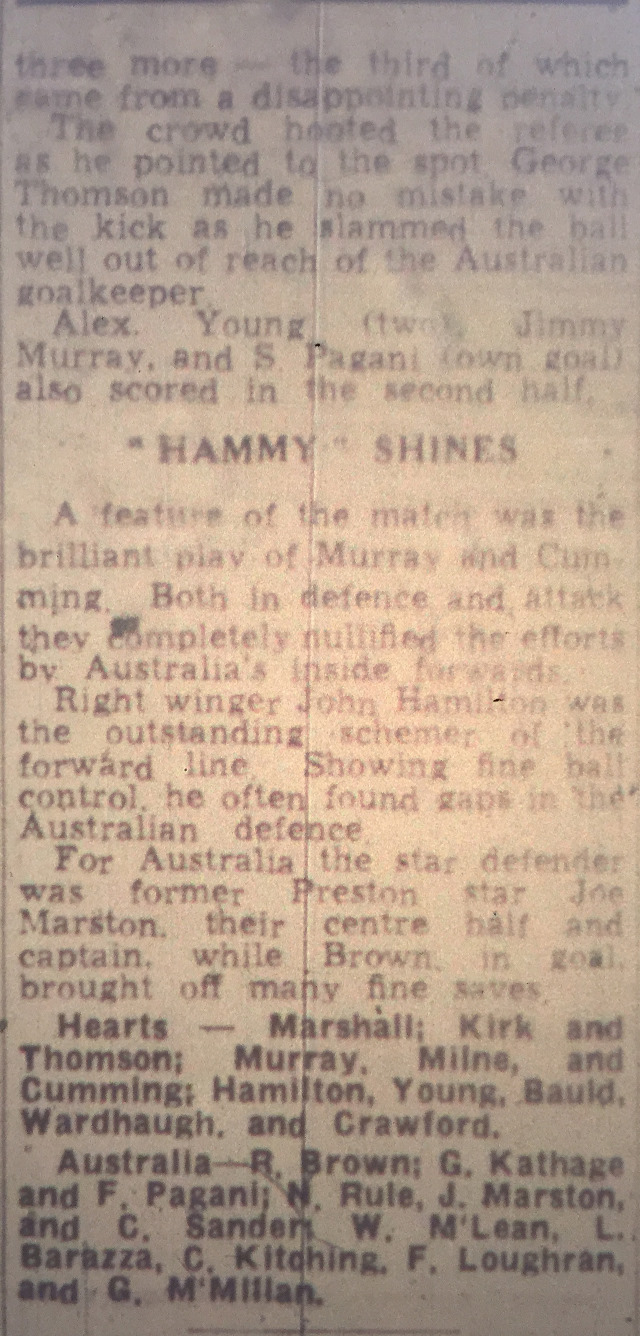 three more — the third of which
came from a disappointing penalty.
The crowd hooted the referee
as he pointed to the spot. George
Thomson made no mistake with
the kick as he slammed the ball
well out of reach of the Australian
goalkeeper.
Alex. Young (two), Jimmy
Murray, and S. Pagani (own goal)
also scored in the second half.
"HAMMY" SHINES
A feature of the match was the
brilliant play of Murray and Cum-
ming. Both in defence and attack
they completely nullified the efforts
by Australia's inside forwards.
Right winger John Hamilton was
the outstanding schemer of the
forward line. Showing fine ball
control, he often found gaps in the
Australian defence.
For Australia the star defender
was former Preston star Joe
Marston, their centre half and
captain, while Brown, in goal,
brought off many fine saves.
Hearts — Marshall; Kirk and
Thomson; Murray, Milne, and
Cumming; Hamilton, Young, Bauld,
Wardhaugh, and Crawford.
Australia—R. Brown; G. Kathage
and F. Pagani; N. Rule, J. Marston,
and C. Sander; W. M'Lean, L.
Barazza, C. Kitching, F. Loughran,
and G. M'Millan.